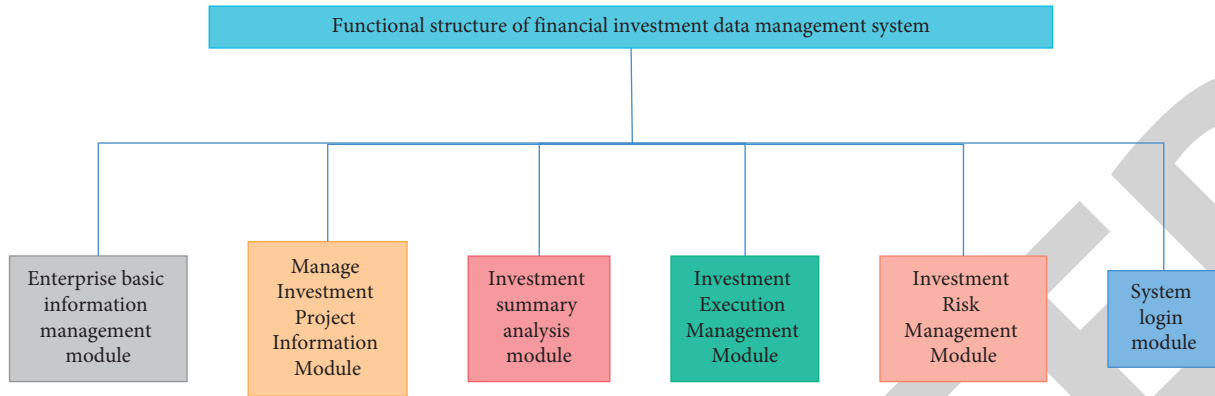 Functional structure of financial investment data management system
Enterprise basic
information
management
module
Manage
Investment
Project
Information
Module
Investment
summary
analysis
module
Investment
Execution
Management
Module
Investment
Risk
Management
Module
System
login
module